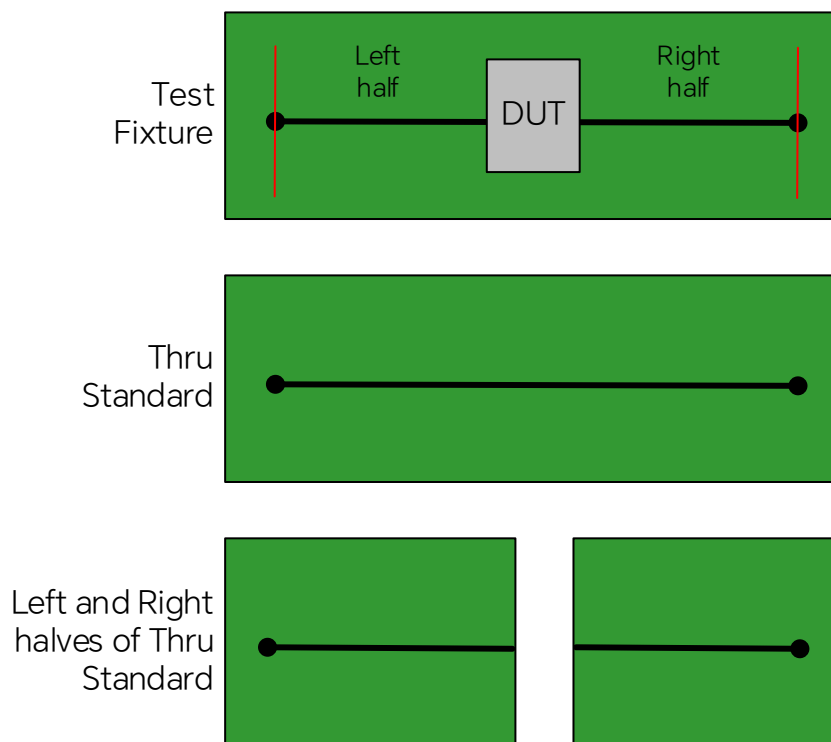 Test
Fixture
Left
half
DUT
Right
half
Thru
Standard
Left and Right
halves of Thru
Standard